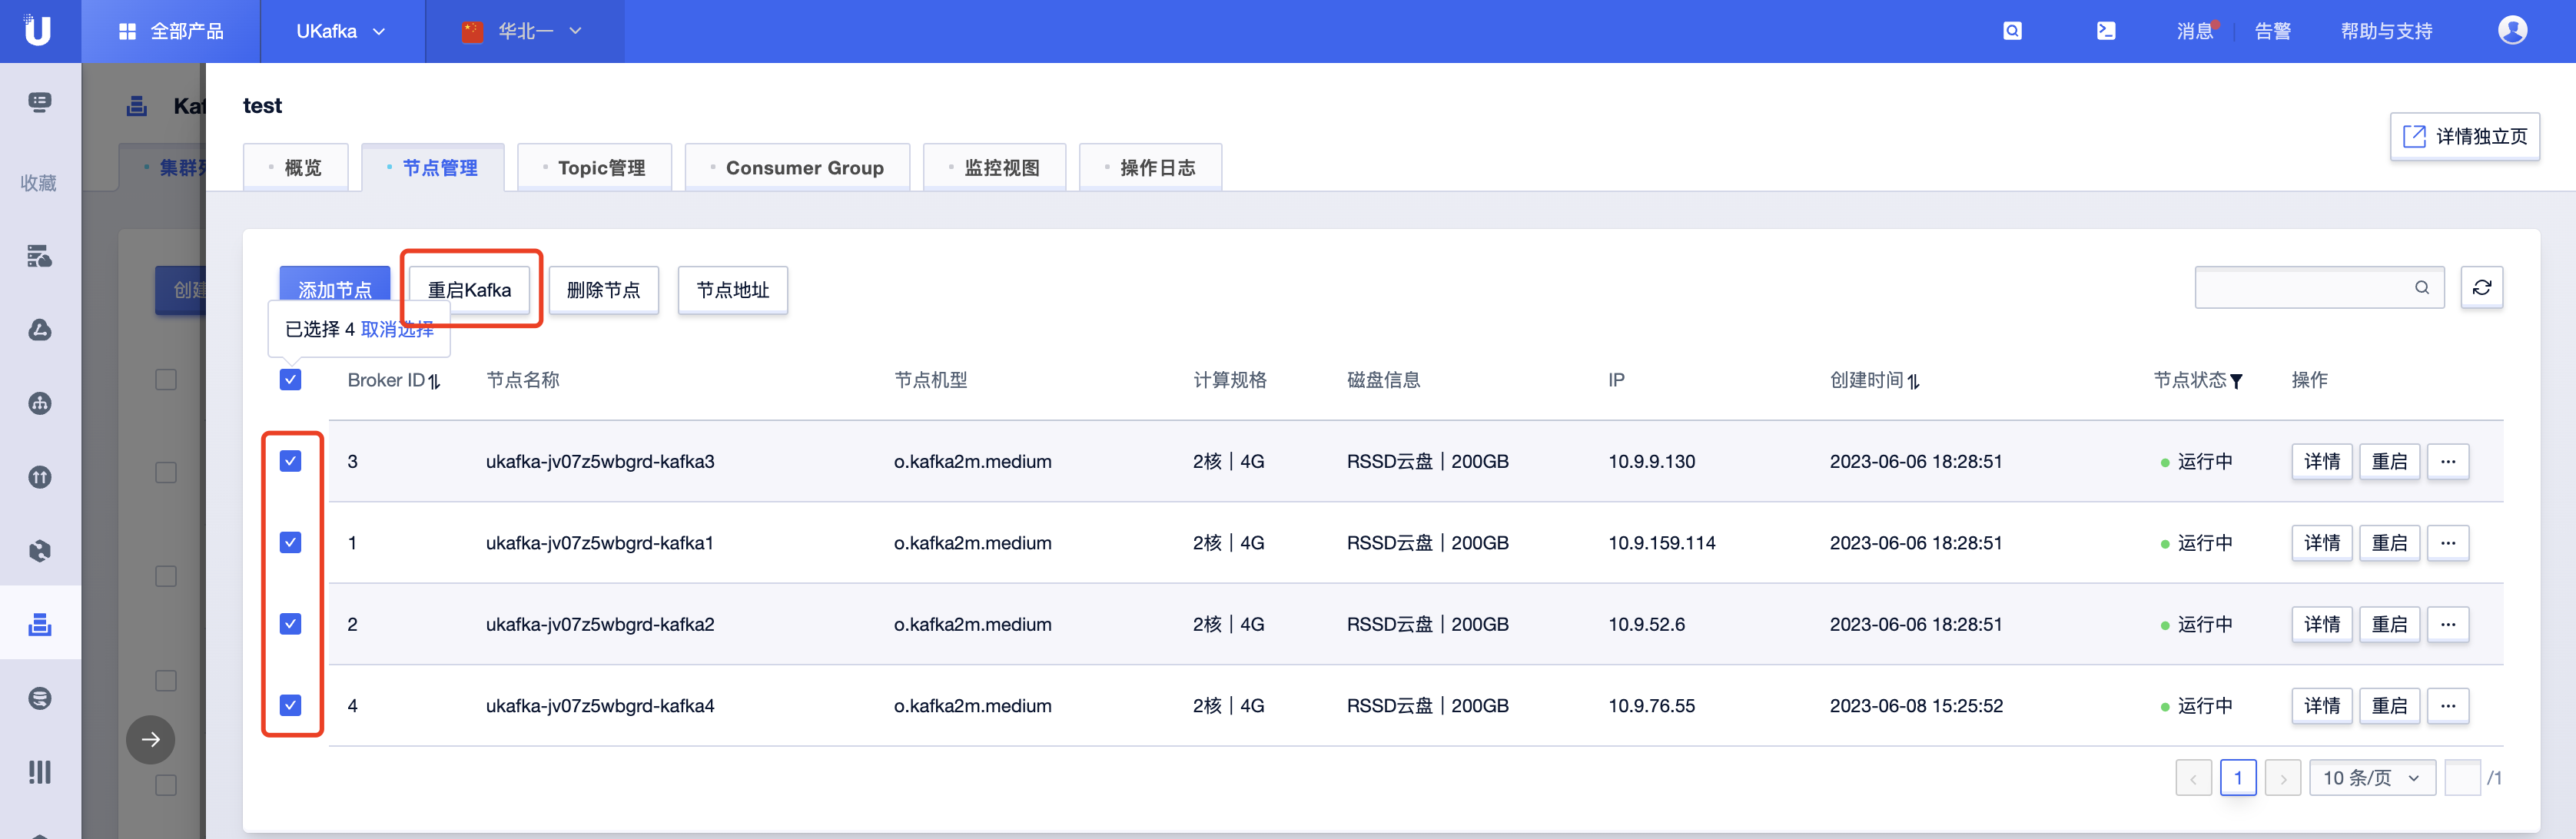 全部产品 UKafka 华北一 消息 告警 帮助与支持
收藏
test
详情独立页
概览 节点管理 Topic管理 Consumer Group 监控视图 操作日志
添加节点 重启Kafka 删除节点 节点地址
已选择 4 取消选择
Broker ID 节点名称 节点机型 计算规格 磁盘信息 IP 创建时间 节点状态 操作
3 ukafka-jv07z5wbgrd-kafka3 o.kafka2m.medium 2核 | 4G RSSD云盘 | 200GB 10.9.9.130 2023-06-06 18:28:51 运行中 详情 重启 ...
1 ukafka-jv07z5wbgrd-kafka1 o.kafka2m.medium 2核 | 4G RSSD云盘 | 200GB 10.9.159.114 2023-06-06 18:28:51 运行中 详情 重启 ...
2 ukafka-jv07z5wbgrd-kafka2 o.kafka2m.medium 2核 | 4G RSSD云盘 | 200GB 10.9.52.6 2023-06-06 18:28:51 运行中 详情 重启 ...
4 ukafka-jv07z5wbgrd-kafka4 o.kafka2m.medium 2核 | 4G RSSD云盘 | 200GB 10.9.76.55 2023-06-08 15:25:52 运行中 详情 重启 ...
1 10 条/页 /1